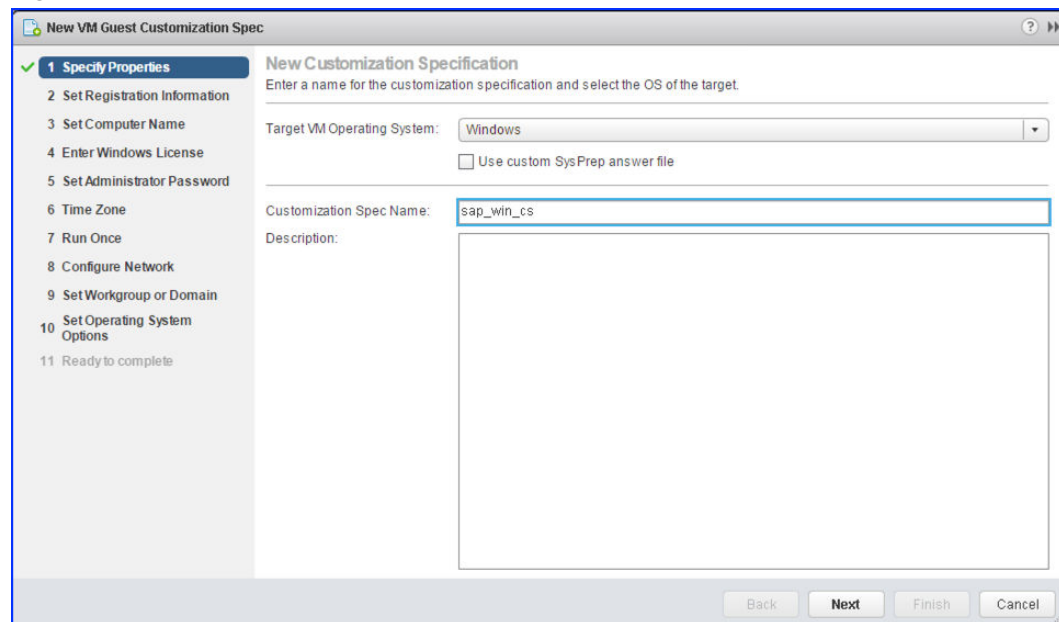 New VM Guest Customization Spec
1 Specify Properties
2 Set Registration Information
3 Set Computer Name
4 Enter Windows License
5 Set Administrator Password
6 Time Zone
7 Run Once
8 Configure Network
9 Set Workgroup or Domain
10 Set Operating System
Options
11 Ready to complete
New Customization Specification
Enter a name for the customization specification and select the OS of the target.
Target VM Operating System: Windows
Use custom SysPrep answer file
Customization Spec Name: sap_win_cs
Description:
Back Next Finish Cancel